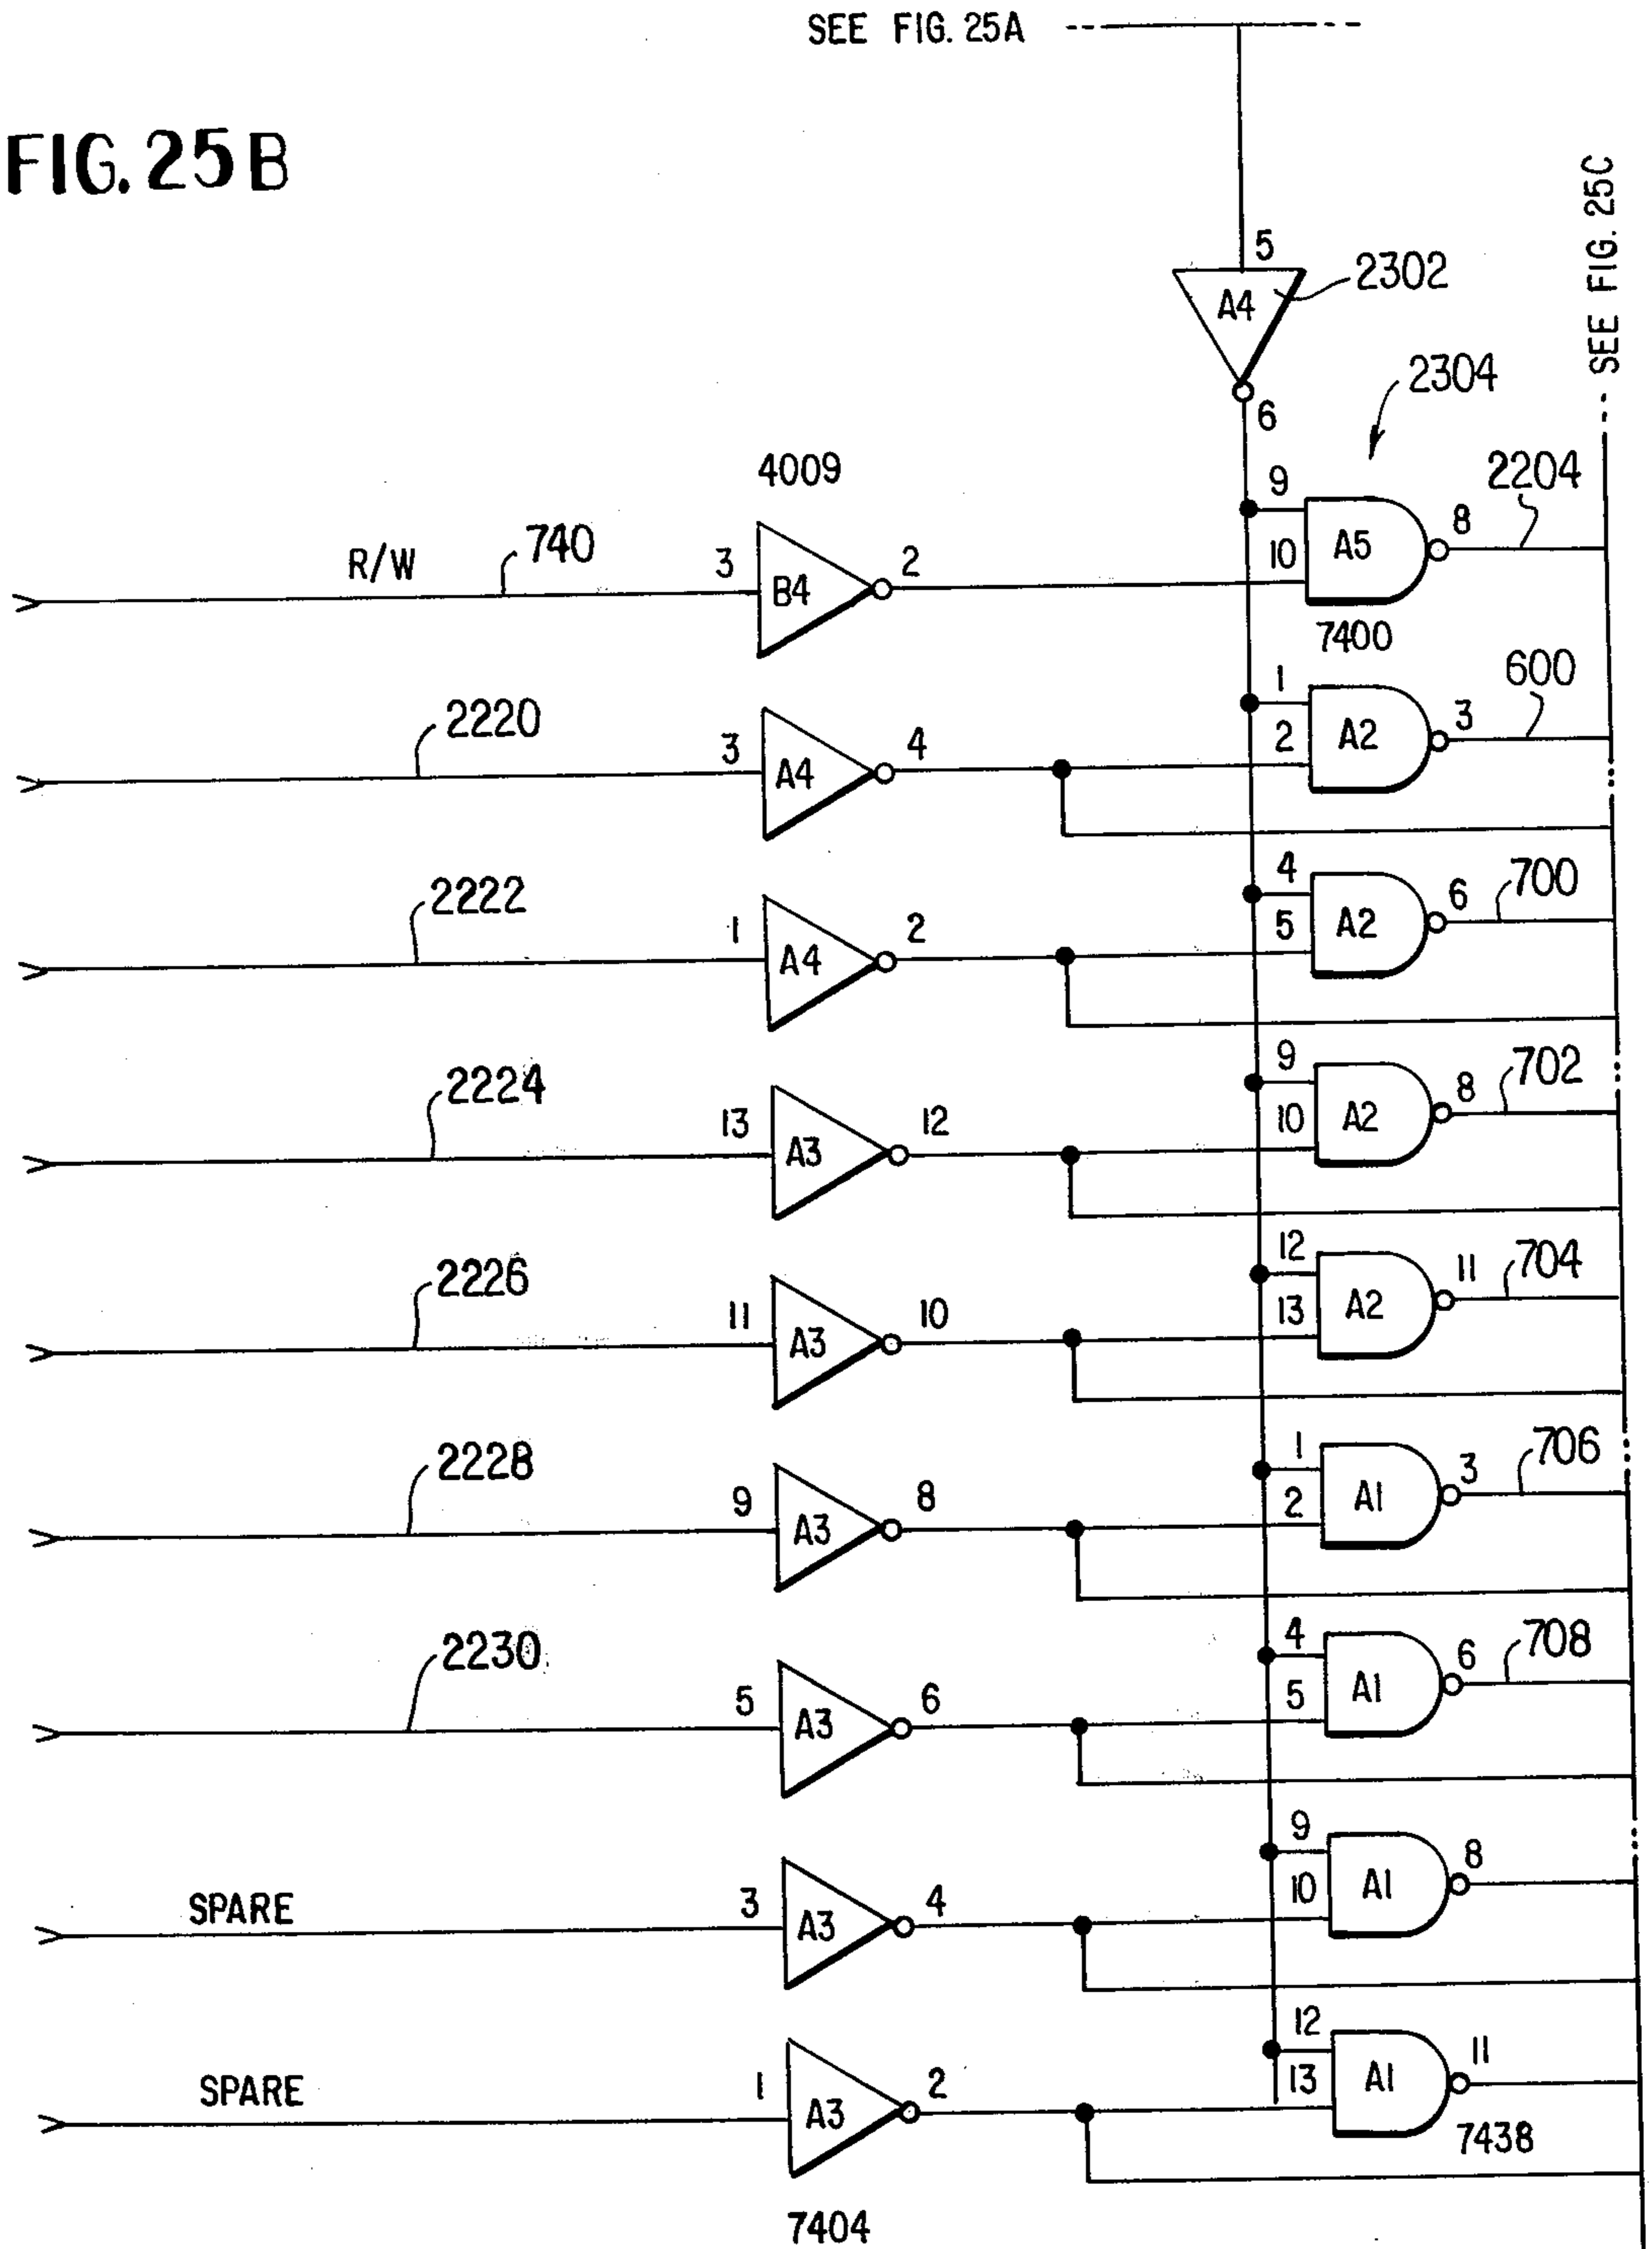 SEE FIG. 25A
FIG. 25B
SEE FIG. 25C
5
A4
2302
6
2304
4009
R/W
740
3
B4
2
9
10
A5
8
2204
7400
2220
3
A4
4
1
2
A2
3
600
2222
1
A4
2
4
5
A2
6
700
2224
13
A3
12
9
10
A2
8
702
2226
11
A3
10
12
13
A2
11
704
2228
9
A3
8
1
2
A1
3
706
2230
5
A3
6
4
5
A1
6
708
SPARE
3
A3
4
9
10
A1
8
SPARE
1
A3
2
12
13
A1
11
7438
7404